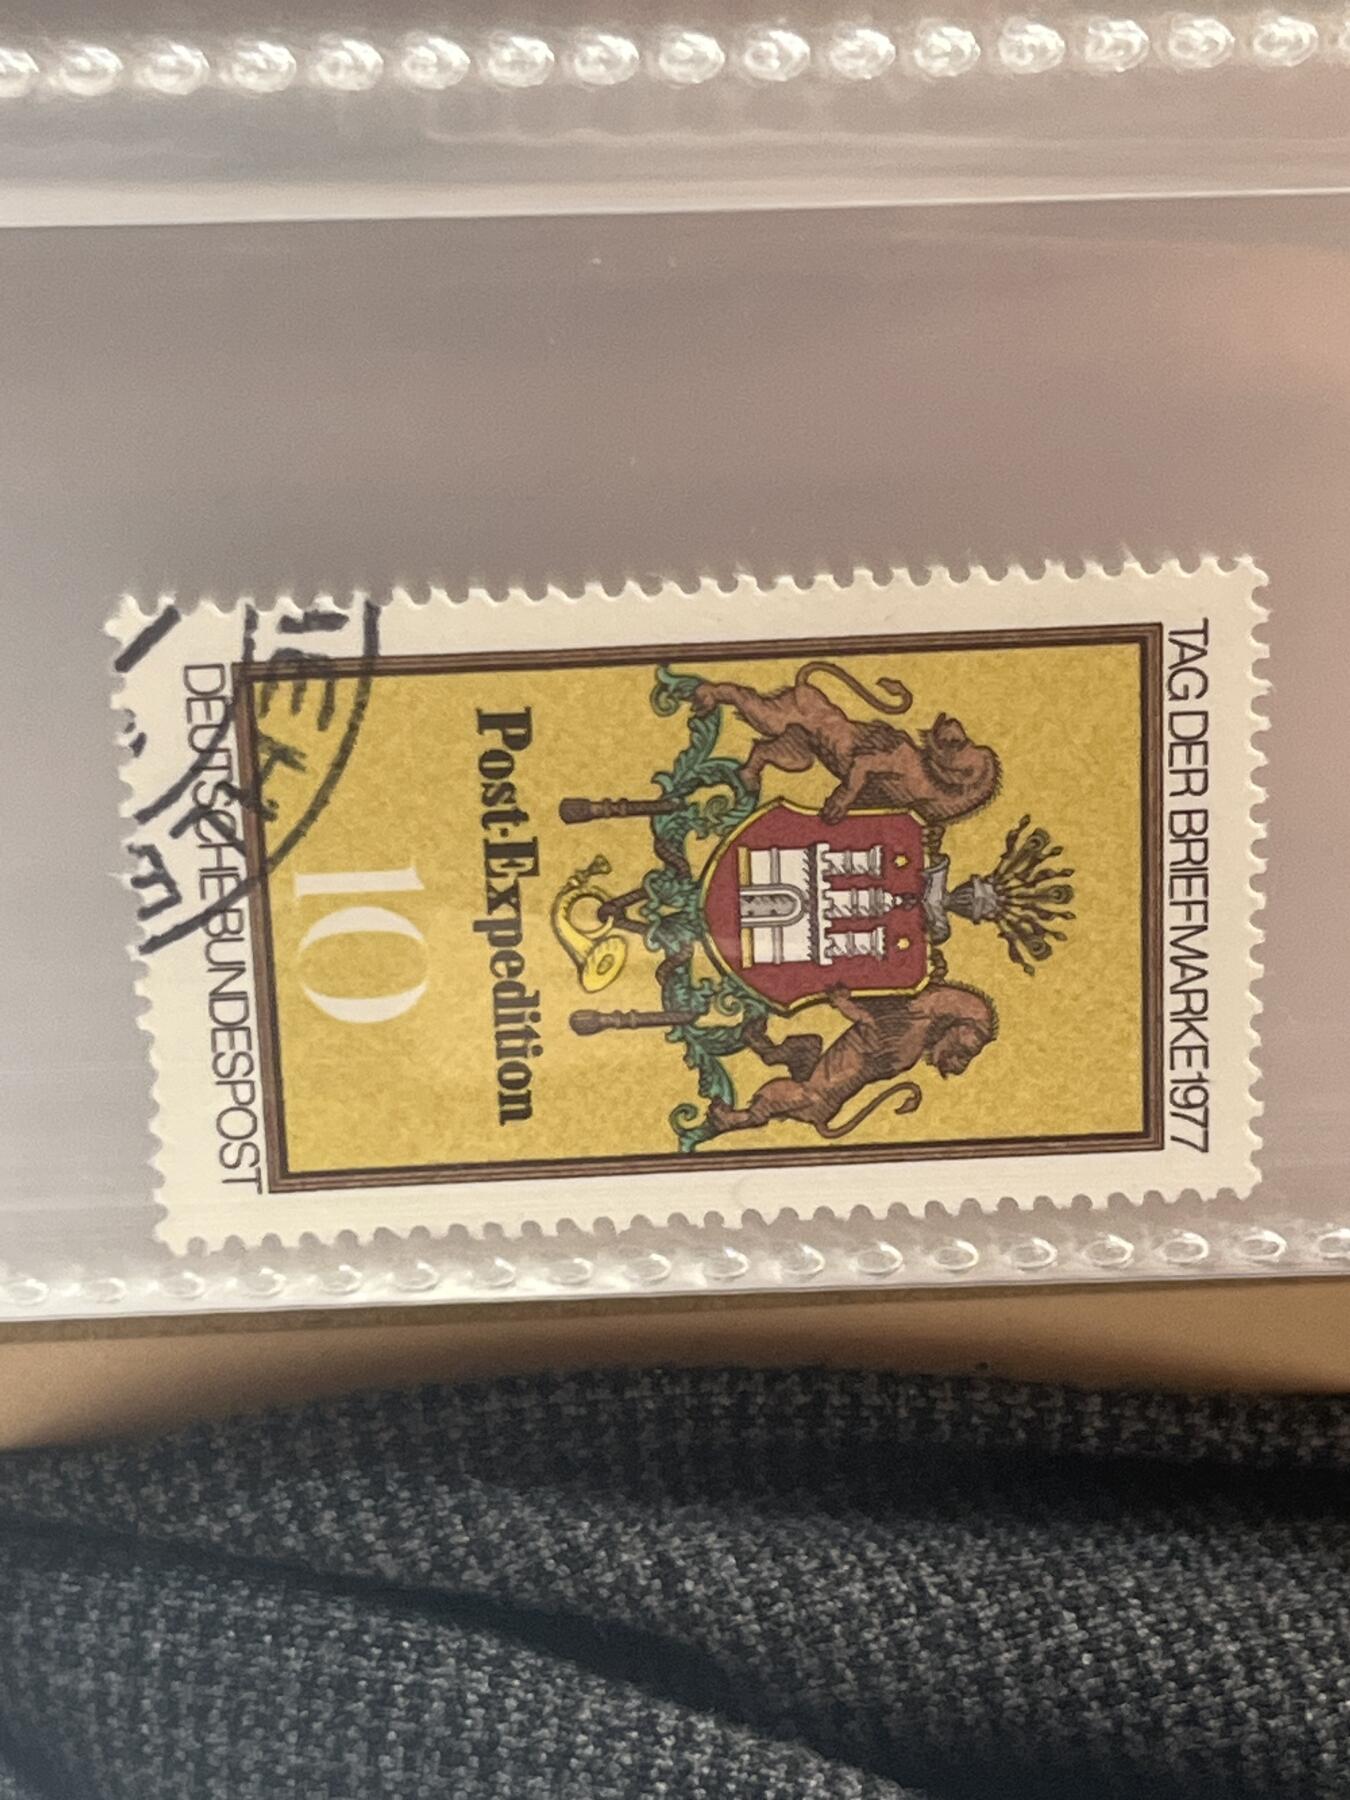 TAG DER BRIEFMARKE 1977
Post-Expedition
10
DEUTSCHE BUNDESPOST